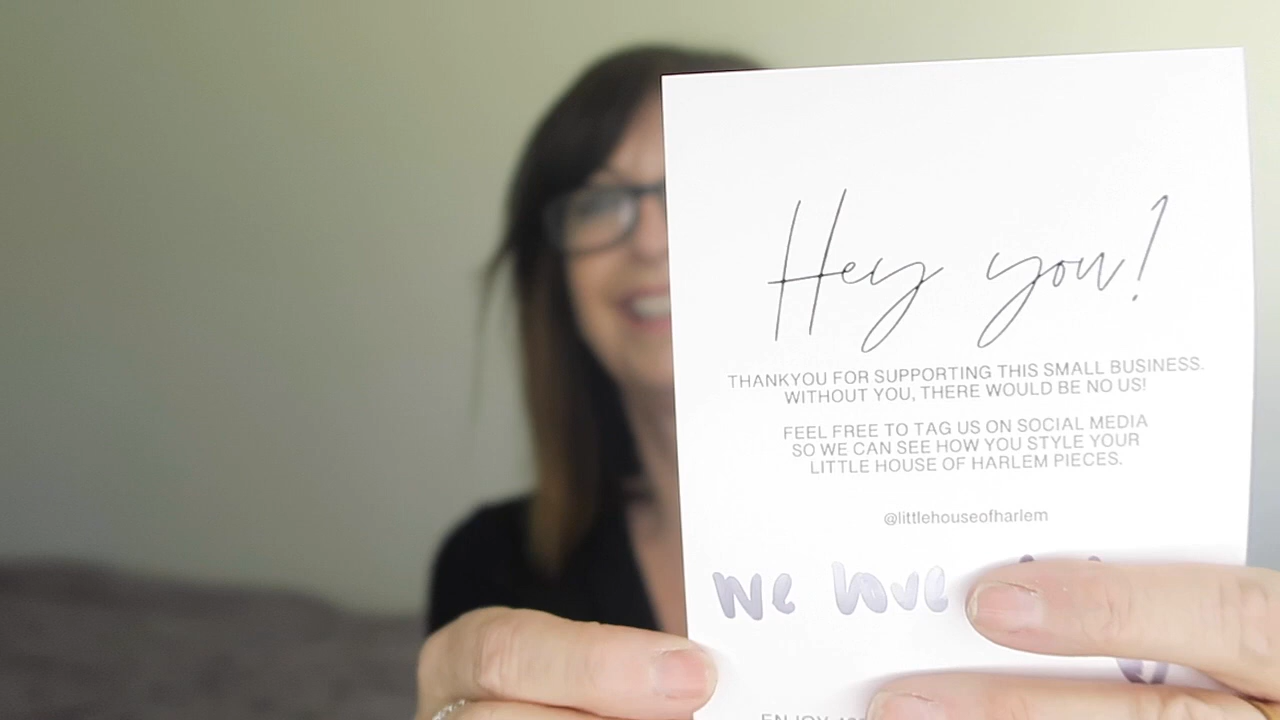 Hey you!
THANKYOU FOR SUPPORTING THIS SMALL BUSINESS.
WITHOUT YOU, THERE WOULD BE NO US!
FEEL FREE TO TAG US ON SOCIAL MEDIA
SO WE CAN SEE HOW YOU STYLE YOUR
LITTLE HOUSE OF HARLEM PIECES.
@littlehouseofharlem
We love
ENJOY